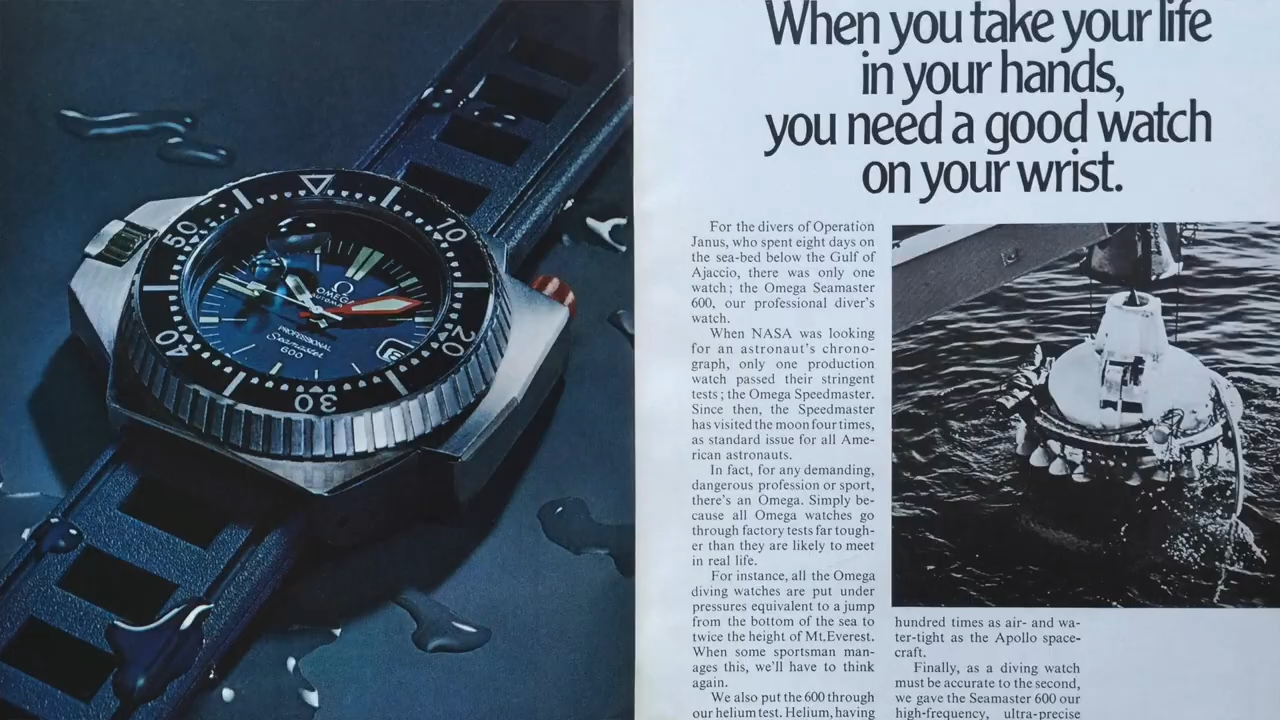 50
10
40
20
30
Ω
OMEGA
AUTOMATIC
PROFESSIONAL
Seamaster
600
When you take your life
in your hands,
you need a good watch
on your wrist.
For the divers of Operation
Janus, who spent eight days on
the sea-bed below the Gulf of
Ajaccio, there was only one
watch; the Omega Seamaster
600, our professional diver's
watch.
When NASA was looking
for an astronaut's chrono-
graph, only one production
watch passed their stringent
tests; the Omega Speedmaster.
Since then, the Speedmaster
has visited the moon four times,
as standard issue for all Ame-
rican astronauts.
In fact, for any demanding,
dangerous profession or sport,
there's an Omega. Simply be-
cause all Omega watches go
through factory tests far tough-
er than they are likely to meet
in real life.
For instance, all the Omega
diving watches are put under
pressures equivalent to a jump
from the bottom of the sea to
twice the height of Mt.Everest.
When some sportsman man-
ages this, we'll have to think
again.
We also put the 600 through
our helium test. Helium, having
hundred times as air- and wa-
ter-tight as the Apollo space-
craft.
Finally, as a diving watch
must be accurate to the second,
we gave the Seamaster 600 our
high-frequency, ultra-precise